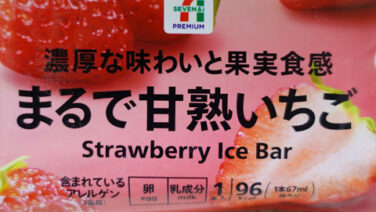 7
SEVEN&i
PREMIUM
濃厚な味わいと果実食感
まるで甘熟いちご
Strawberry Ice Bar
含まれている 卵 乳成分 1 96 1本67ml
アレルゲン egg milk